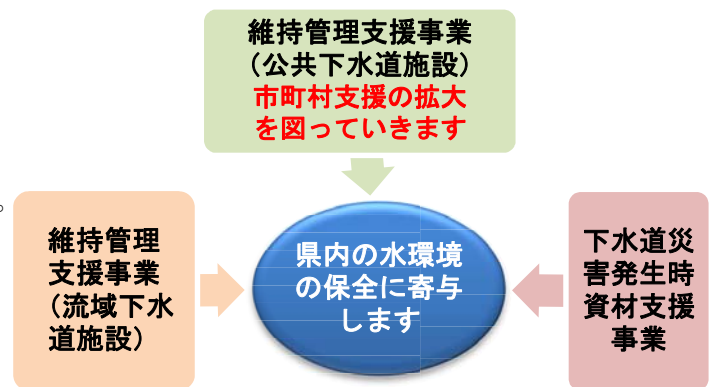 維持管理支援事業
（公共下水道施設）
市町村支援の拡大
を図っていきます
。
維持管理
支援事業
（流域下水
道施設）
県内の水環境
の保全に寄与
します
下水道災
害発生時
資材支援
事業